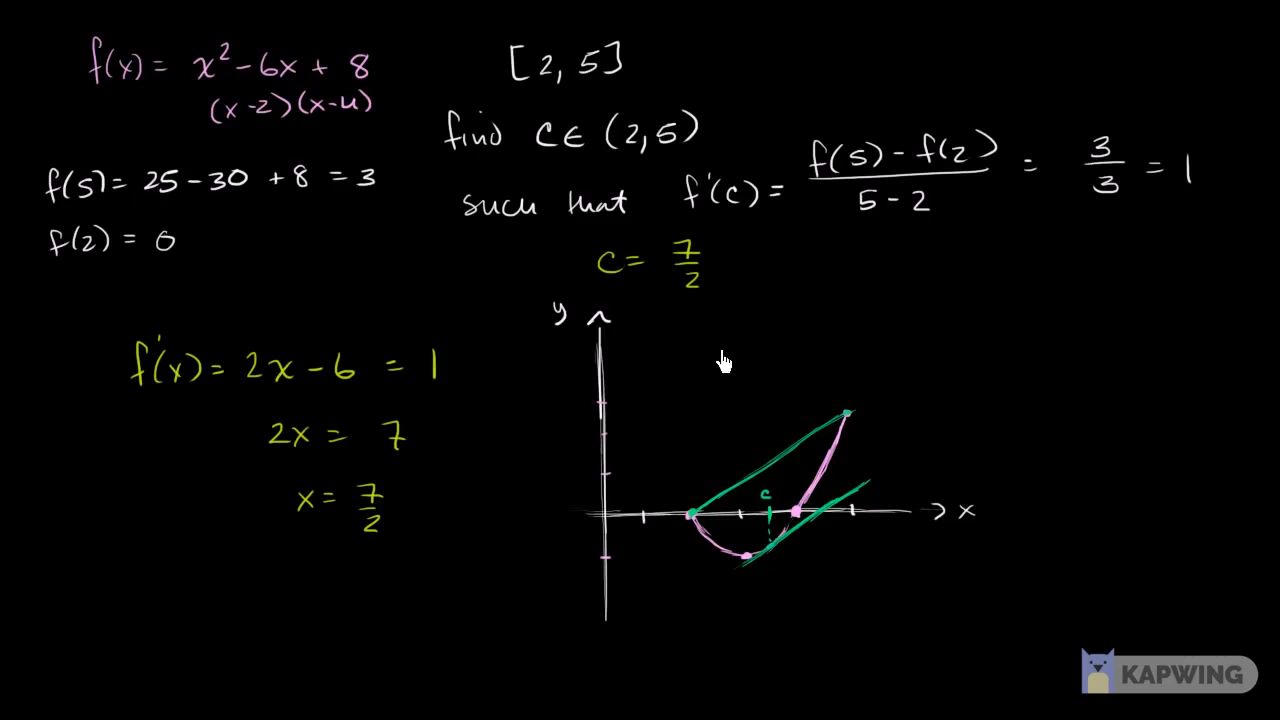 f(x) = x² - 6x + 8
(x-2)(x-4)
[2, 5]
find c ∈ (2, 5)
such that f'(c) = f(5) - f(2) / 5 - 2 = 3/3 = 1
f(5) = 25 - 30 + 8 = 3
f(2) = 0
c = 7/2
f'(x) = 2x - 6 = 1
2x = 7
x = 7/2
y
c
x
KAPWING